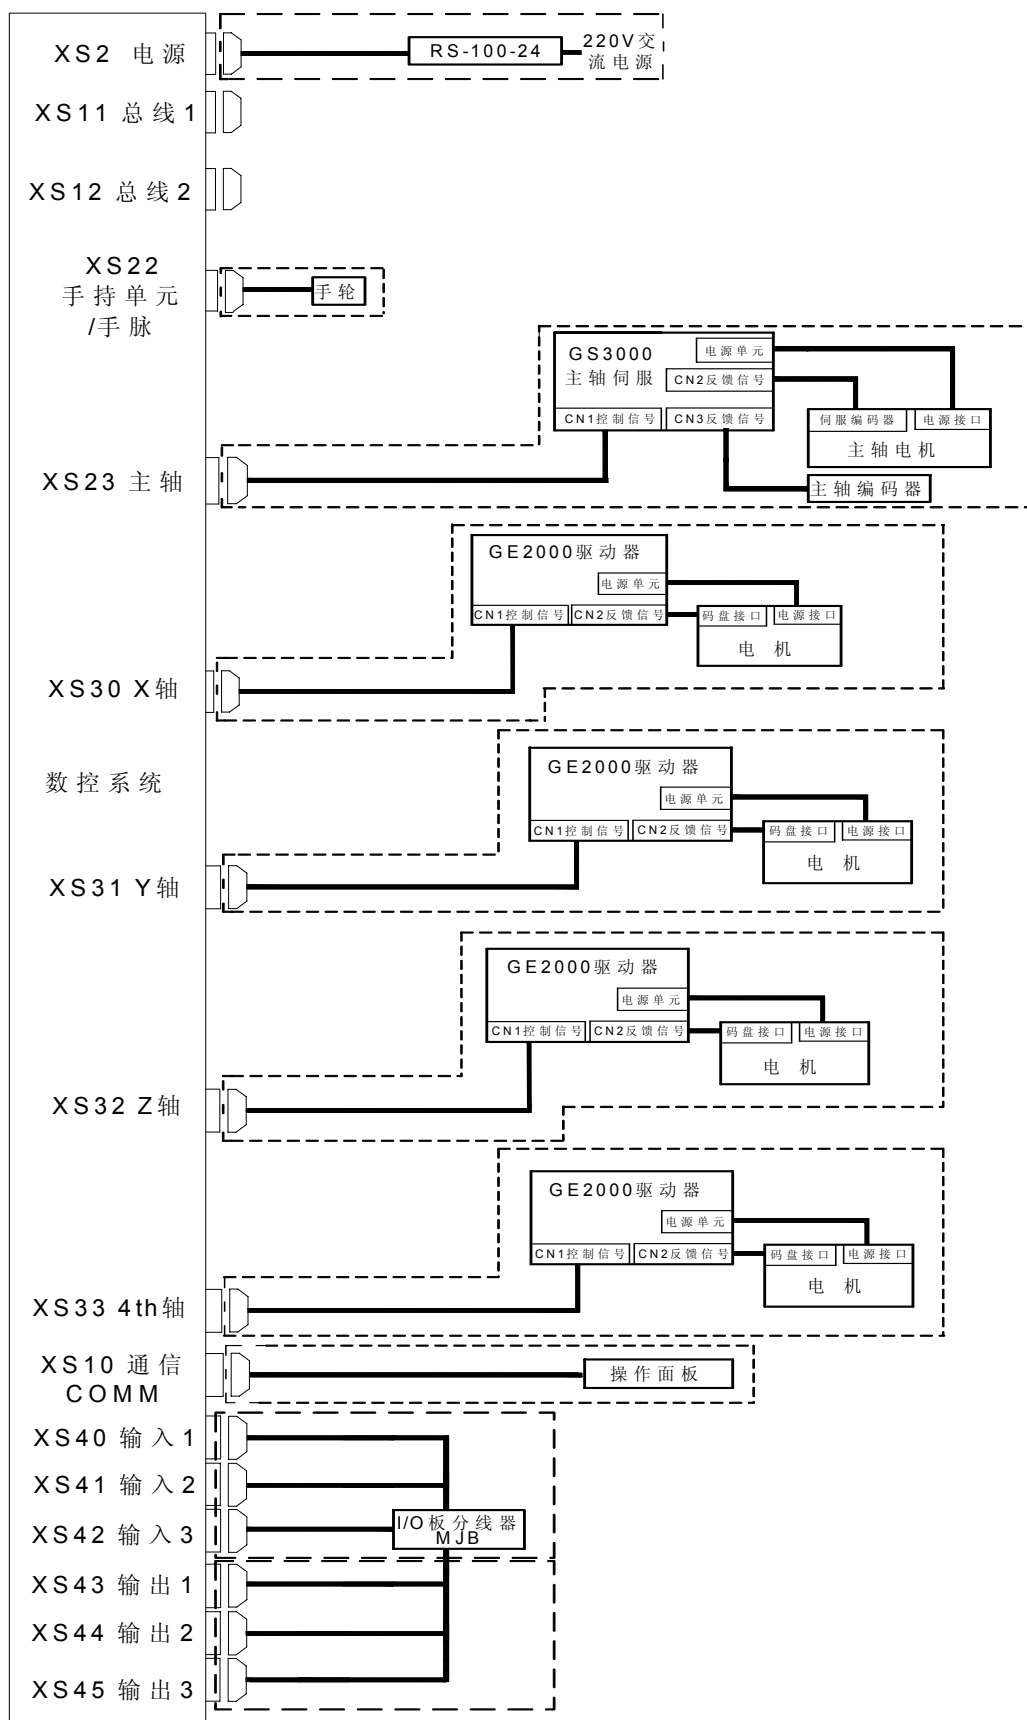 XS2 电源
RS-100-24
220V交
流电源
XS11 总线1
XS12 总线2
XS22
手持单元
/手脉
手轮
GS3000
主轴伺服
电源单元
CN2反馈信号
CN1控制信号
CN3反馈信号
伺服编码器
电源接口
主轴电机
XS23 主轴
主轴编码器
GE2000驱动器
电源单元
CN1控制信号
CN2反馈信号
码盘接口
电源接口
电机
XS30 X轴
数控系统
GE2000驱动器
电源单元
CN1控制信号
CN2反馈信号
码盘接口
电源接口
电机
XS31 Y轴
GE2000驱动器
电源单元
CN1控制信号
CN2反馈信号
码盘接口
电源接口
电机
XS32 Z轴
GE2000驱动器
电源单元
CN1控制信号
CN2反馈信号
码盘接口
电源接口
电机
XS33 4th轴
XS10 通信
COMM
操作面板
XS40 输入1
XS41 输入2
XS42 输入3
I/O板分线器
MJB
XS43 输出1
XS44 输出2
XS45 输出3